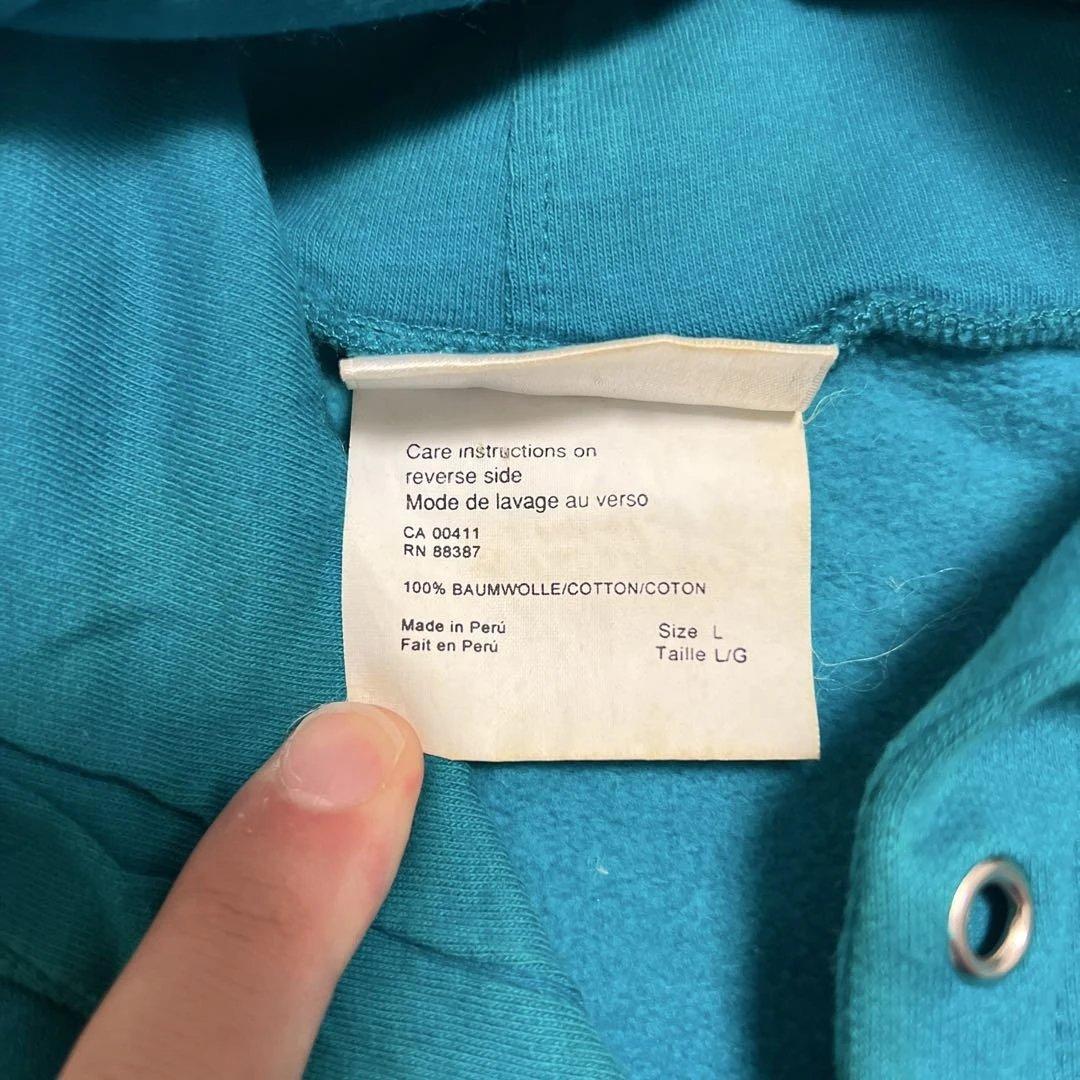 Care instructions on
reverse side
Mode de lavage au verso
CA 00411
RN 88387
100% BAUMWOLLE/COTTON/COTON
Made in Perú
Fait en Perú
Size L
Taille L/G